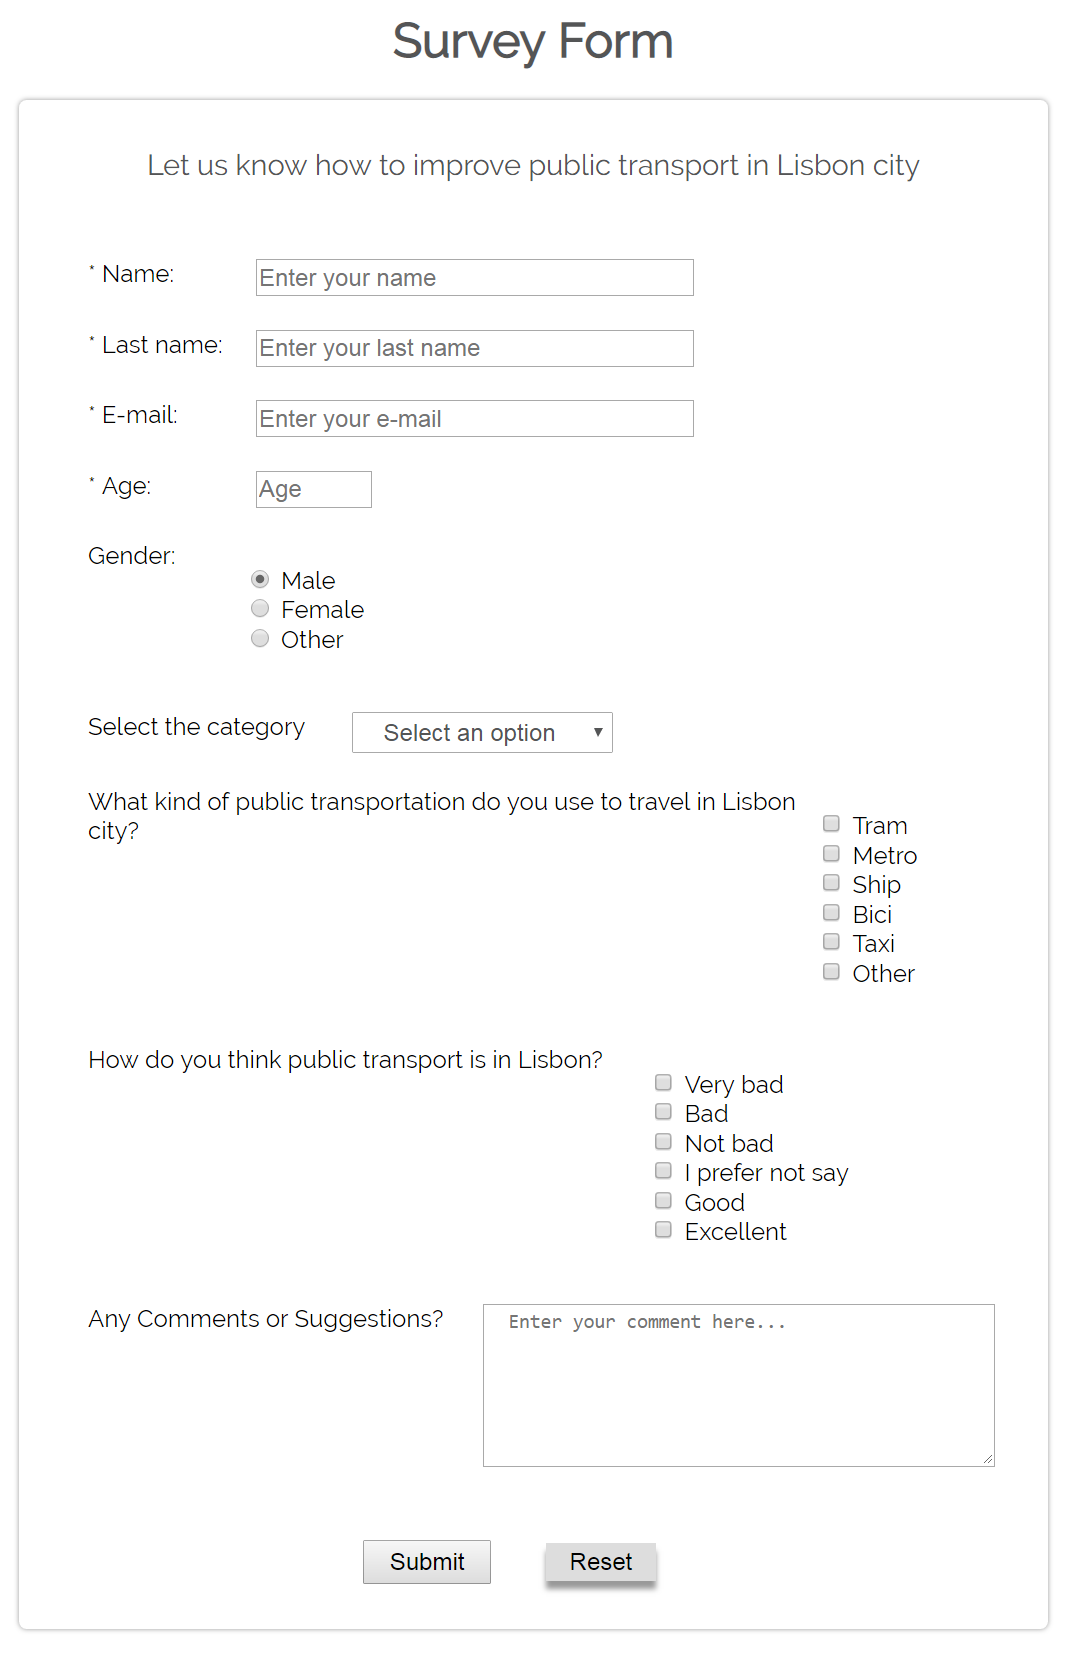 Survey Form
Let us know how to improve public transport in Lisbon city
* Name:
Enter your name
* Last name:
Enter your last name
* E-mail:
Enter your e-mail
* Age:
Age
Gender:
Male
Female
Other
Select the category
Select an option
What kind of public transportation do you use to travel in Lisbon
city?
Tram
Metro
Ship
Bici
Taxi
Other
How do you think public transport is in Lisbon?
Very bad
Bad
Not bad
I prefer not say
Good
Excellent
Any Comments or Suggestions?
Enter your comment here...
Submit
Reset